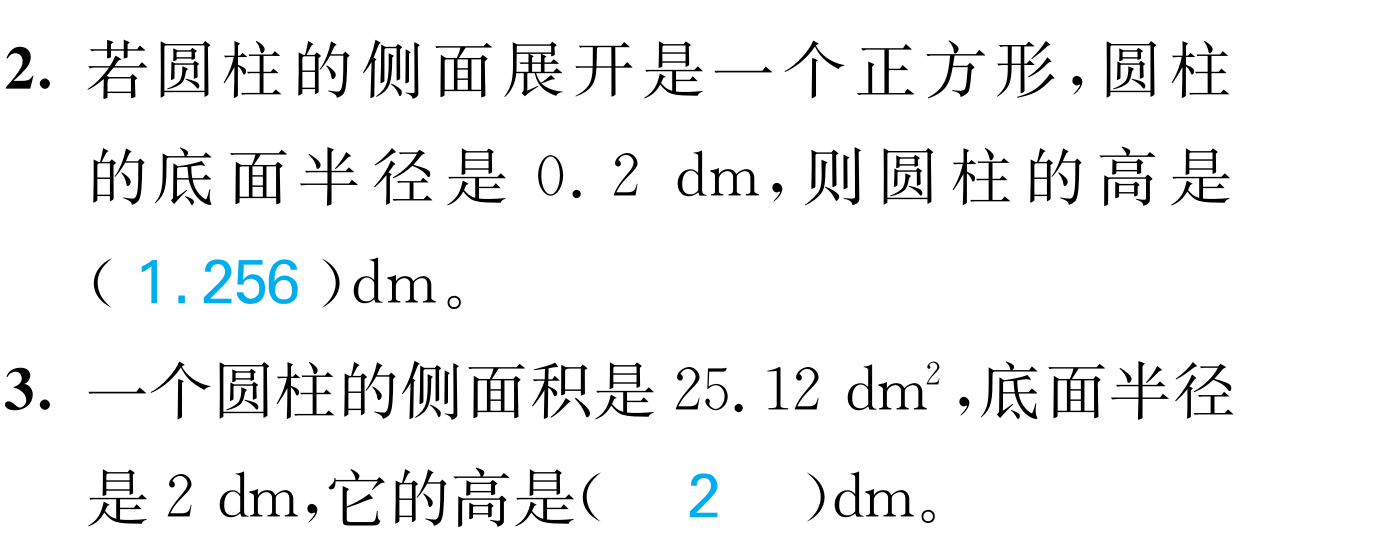 2. 若圆柱的侧面展开是一个正方形,圆柱
的底面半径是 0.2 dm,则圆柱的高是
( 1.256 )dm。
3. 一个圆柱的侧面积是 25.12 dm²,底面半径
是 2 dm,它的高是( 2 )dm。